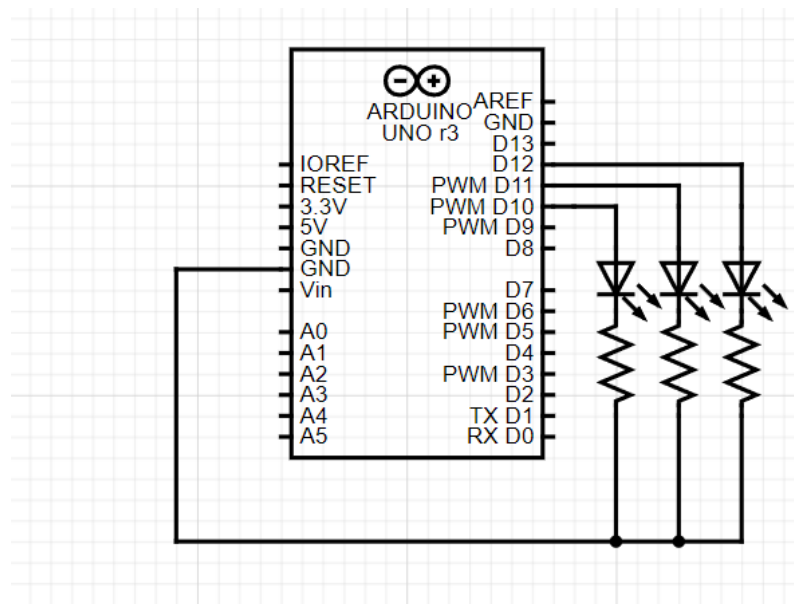 ARDUINO
UNO r3
IOREF
RESET
3.3V
5V
GND
GND
Vin
A0
A1
A2
A3
A4
A5
AREF
GND
D13
D12
PWM D11
PWM D10
PWM D9
D8
D7
PWM D6
PWM D5
D4
PWM D3
D2
TX D1
RX D0